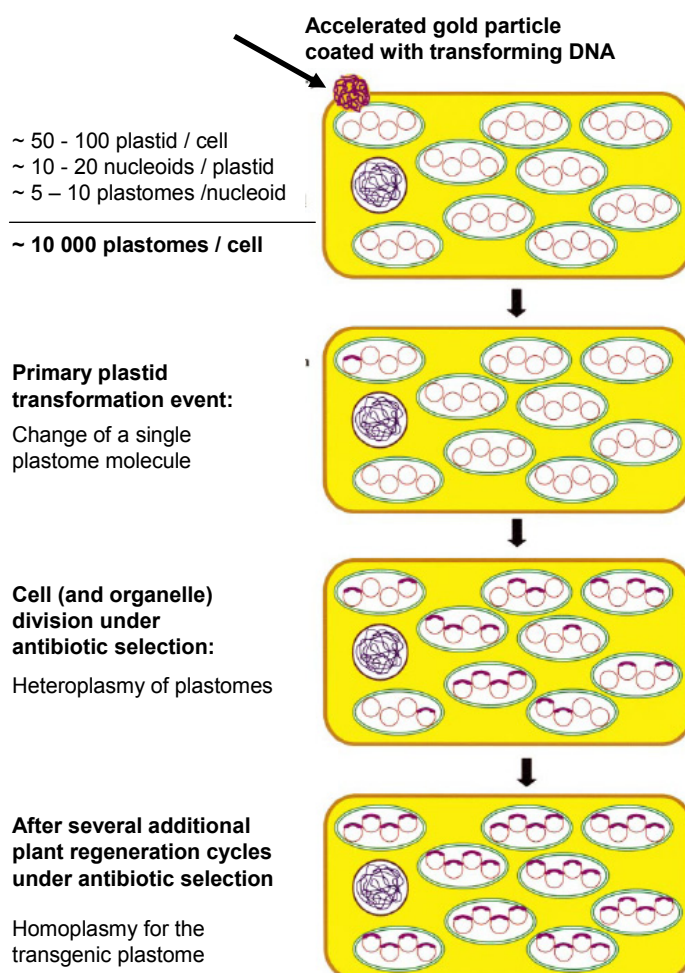 Accelerated gold particle
coated with transforming DNA
~ 50 - 100 plastid / cell
~ 10 - 20 nucleoids / plastid
~ 5 – 10 plastomes /nucleoid
~ 10 000 plastomes / cell
Primary plastid
transformation event:
Change of a single
plastome molecule
Cell (and organelle)
division under
antibiotic selection:
Heteroplasmy of plastomes
After several additional
plant regeneration cycles
under antibiotic selection
Homoplasmy for the
transgenic plastome